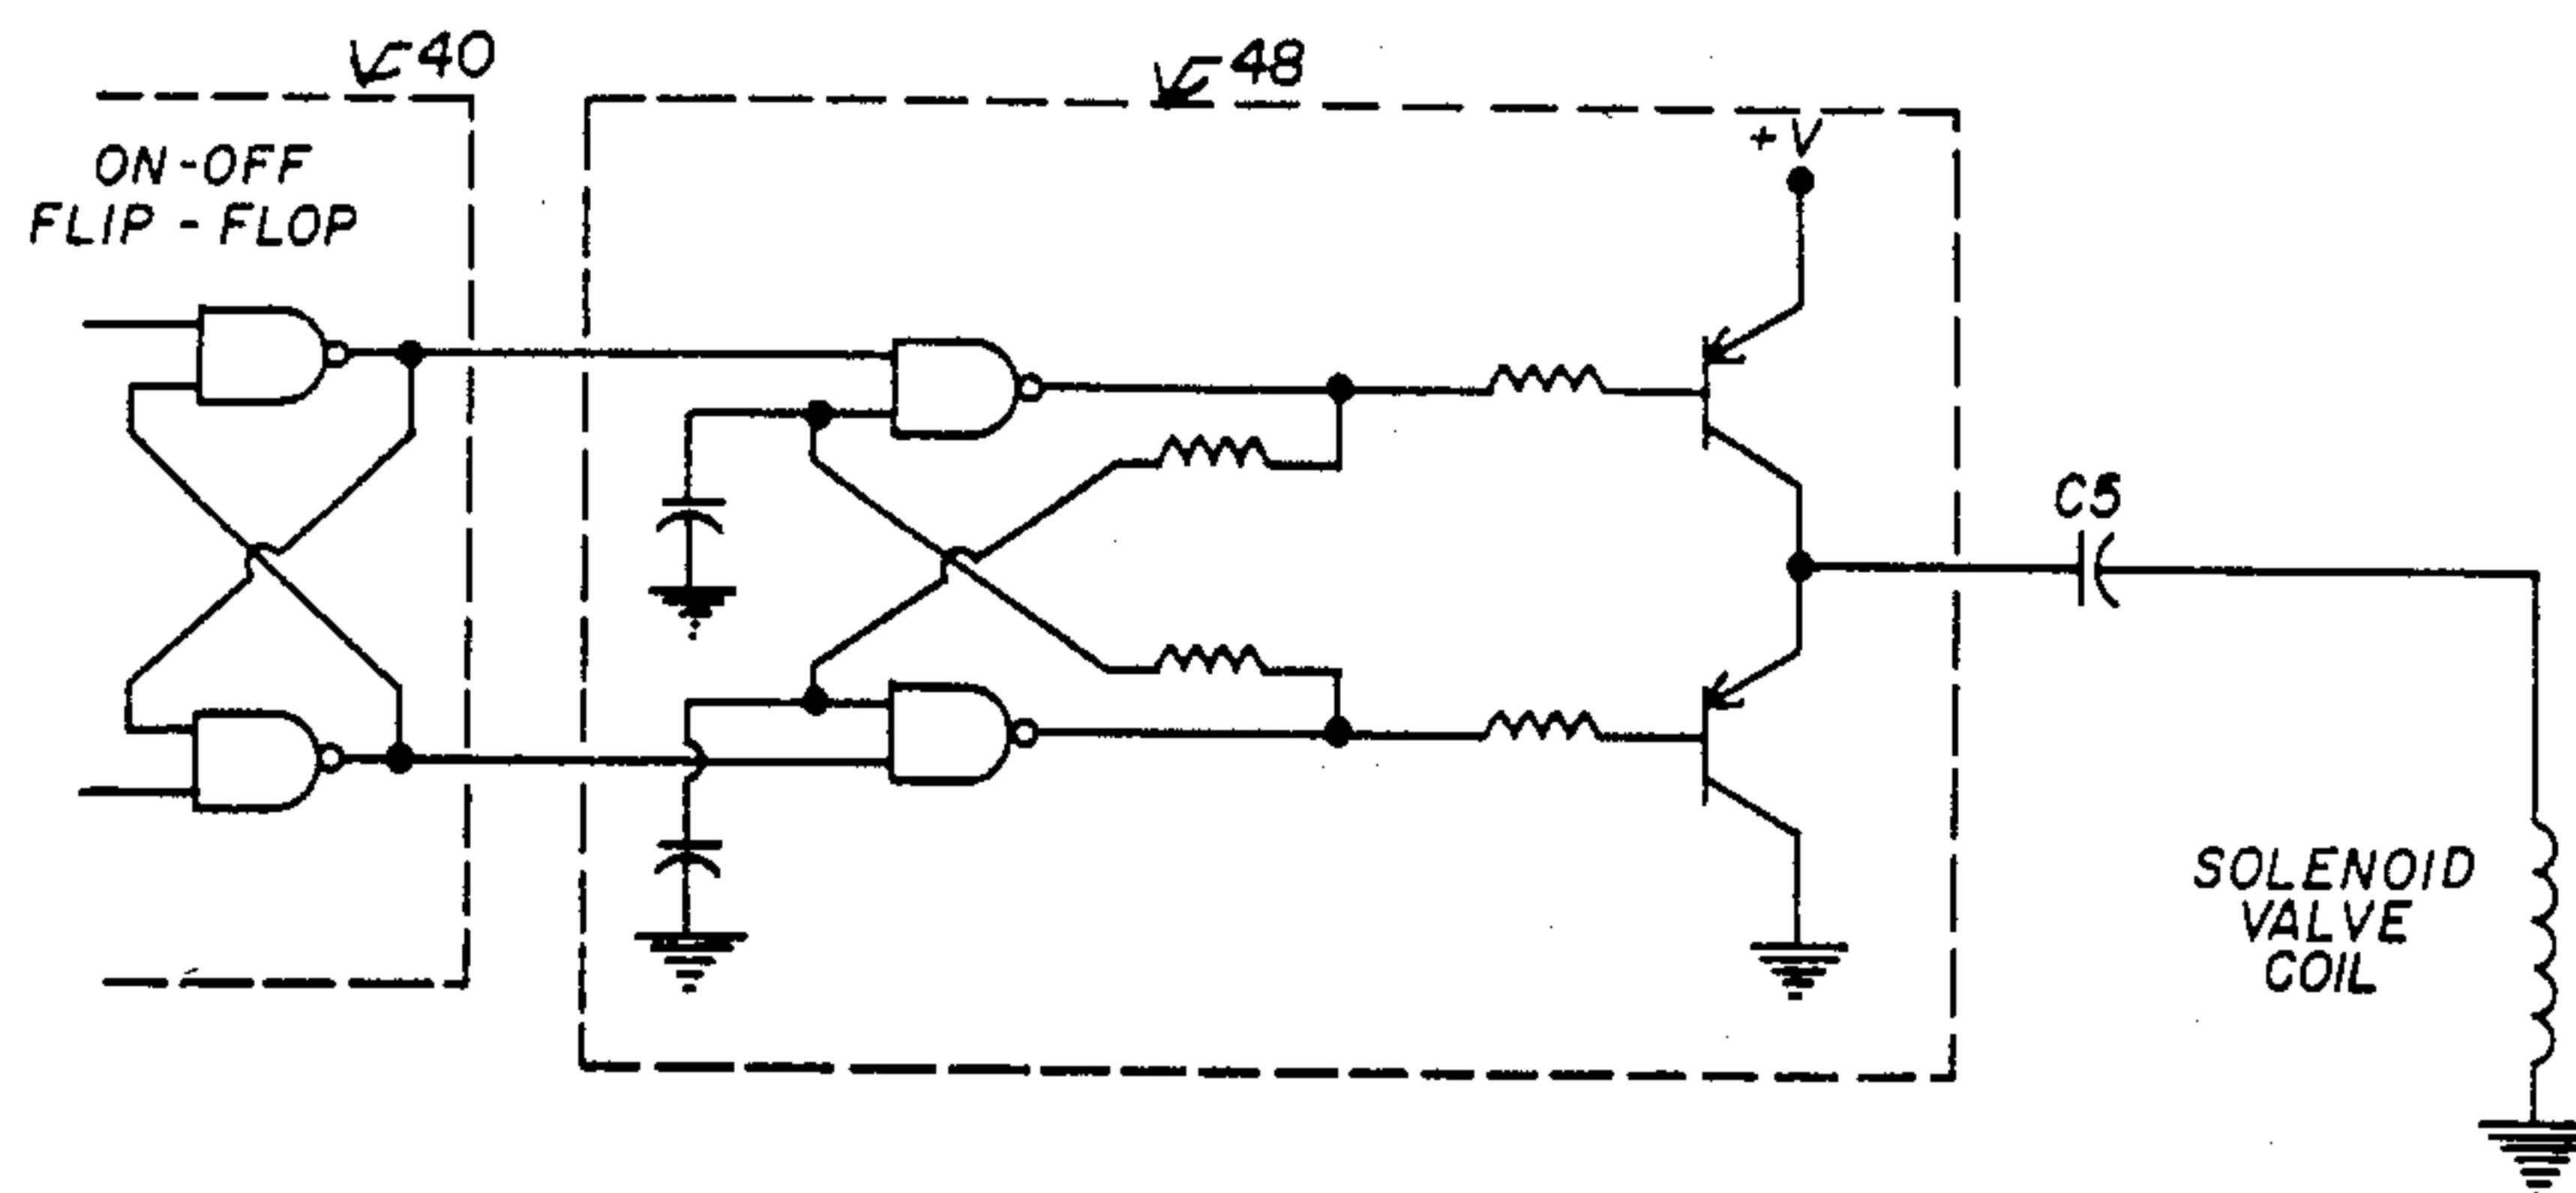 40
48
ON-OFF
FLIP - FLOP
+V
C5
SOLENOID
VALVE
COIL